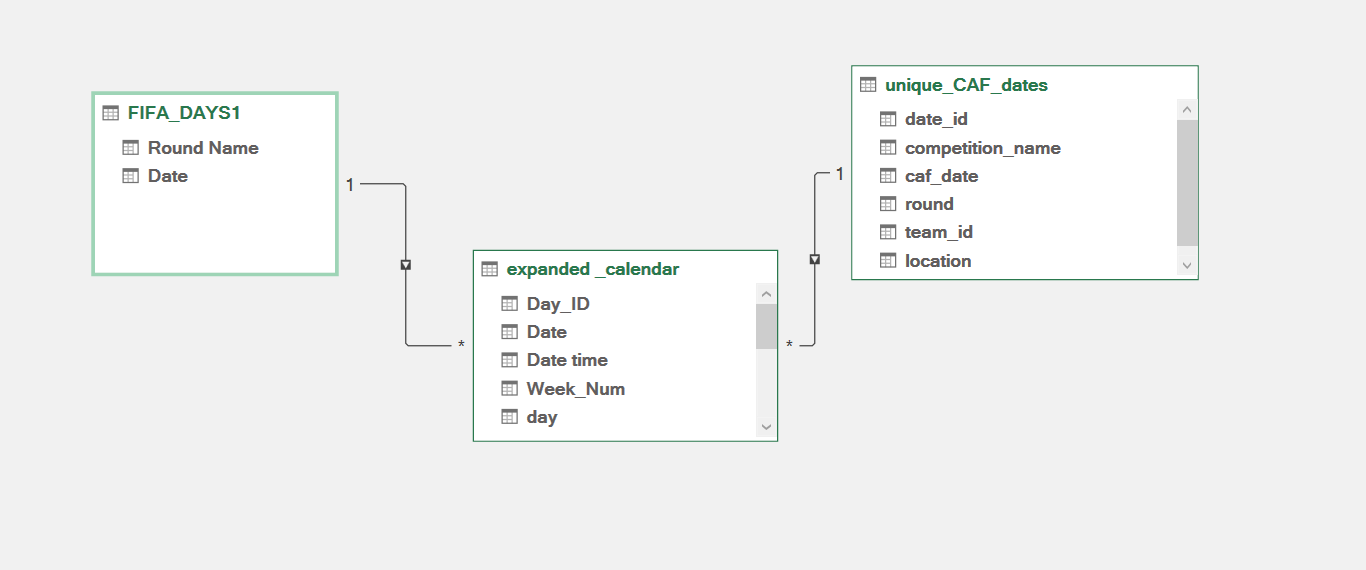 FIFA_DAYS1
Round Name
Date
1
*
expanded _calendar
Day_ID
Date
Date time
Week_Num
day
*
1
unique_CAF_dates
date_id
competition_name
caf_date
round
team_id
location